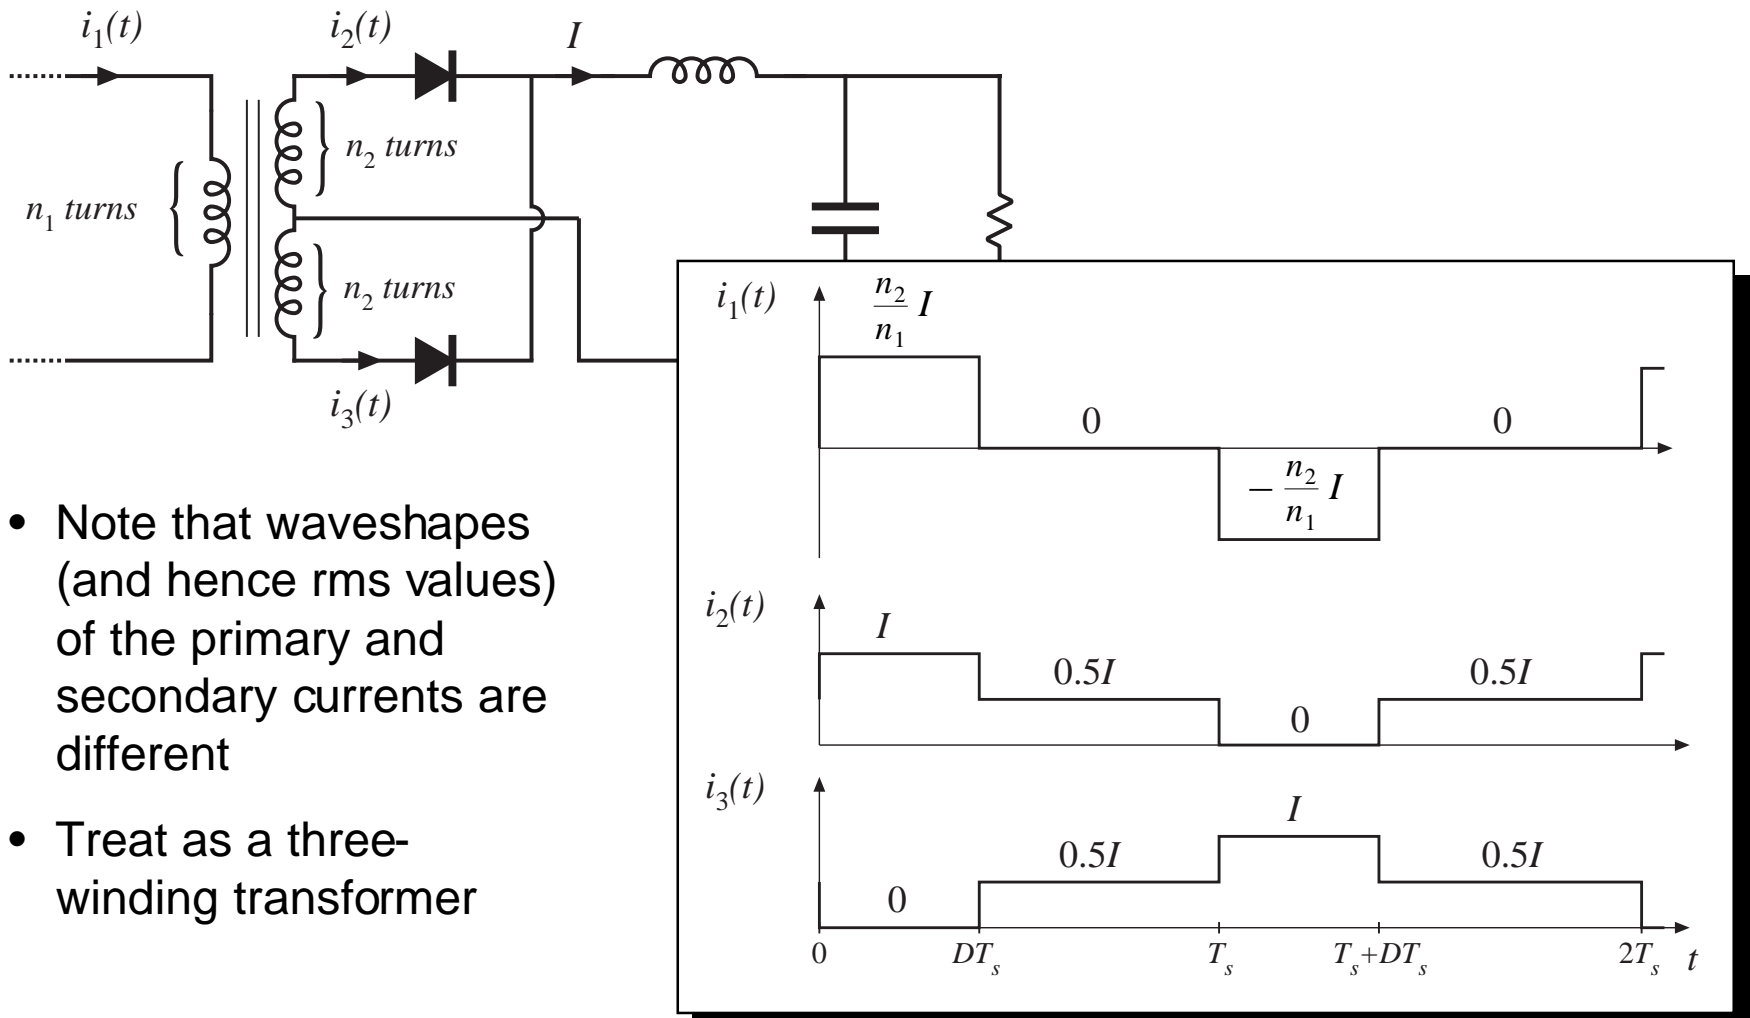 i₁(t)
i₂(t)
I
n₂ turns
n₁ turns
n₂ turns
i₃(t)
• Note that waveshapes
(and hence rms values)
of the primary and
secondary currents are
different
• Treat as a three-
winding transformer
i₁(t)
n₂/n₁ I
0
0
− n₂/n₁ I
i₂(t)
I
0.5I
0
0.5I
i₃(t)
0
0.5I
I
0.5I
0 DTₛ Tₛ Tₛ+DTₛ 2Tₛ t